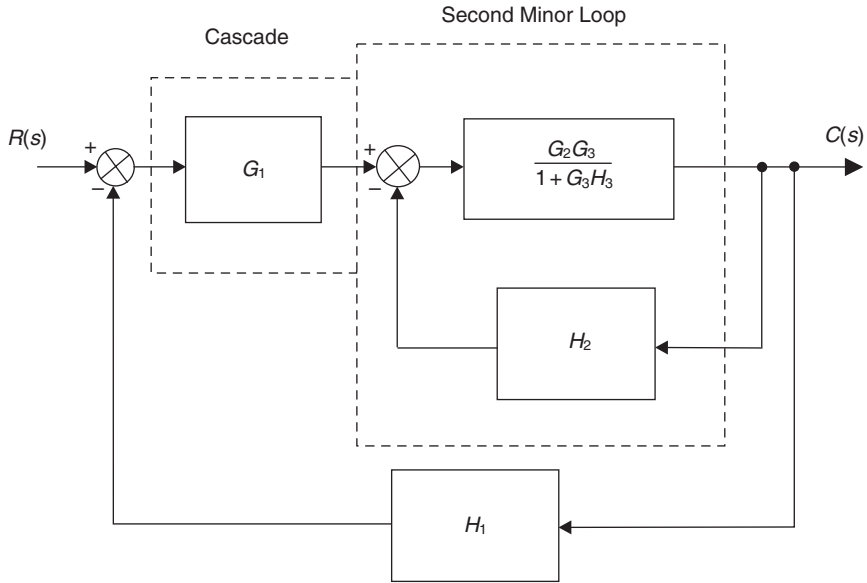 Second Minor Loop
Cascade
R(s)
C(s)
+
−
G₁
+
−
G₂G₃
1 + G₃H₃
H₂
H₁